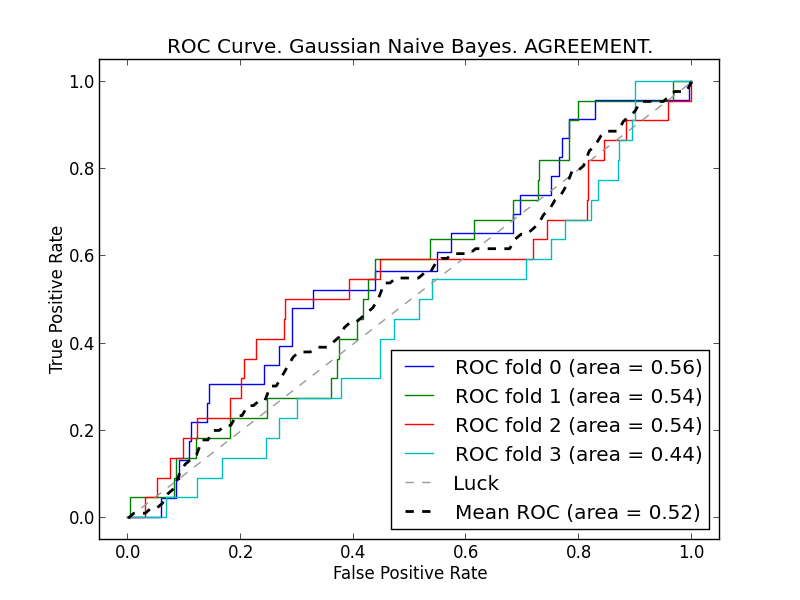 ROC Curve. Gaussian Naive Bayes. AGREEMENT.
True Positive Rate
1.0
0.8
0.6
0.4
0.2
0.0
ROC fold 0 (area = 0.56)
ROC fold 1 (area = 0.54)
ROC fold 2 (area = 0.54)
ROC fold 3 (area = 0.44)
Luck
Mean ROC (area = 0.52)
0.0 0.2 0.4 0.6 0.8 1.0
False Positive Rate